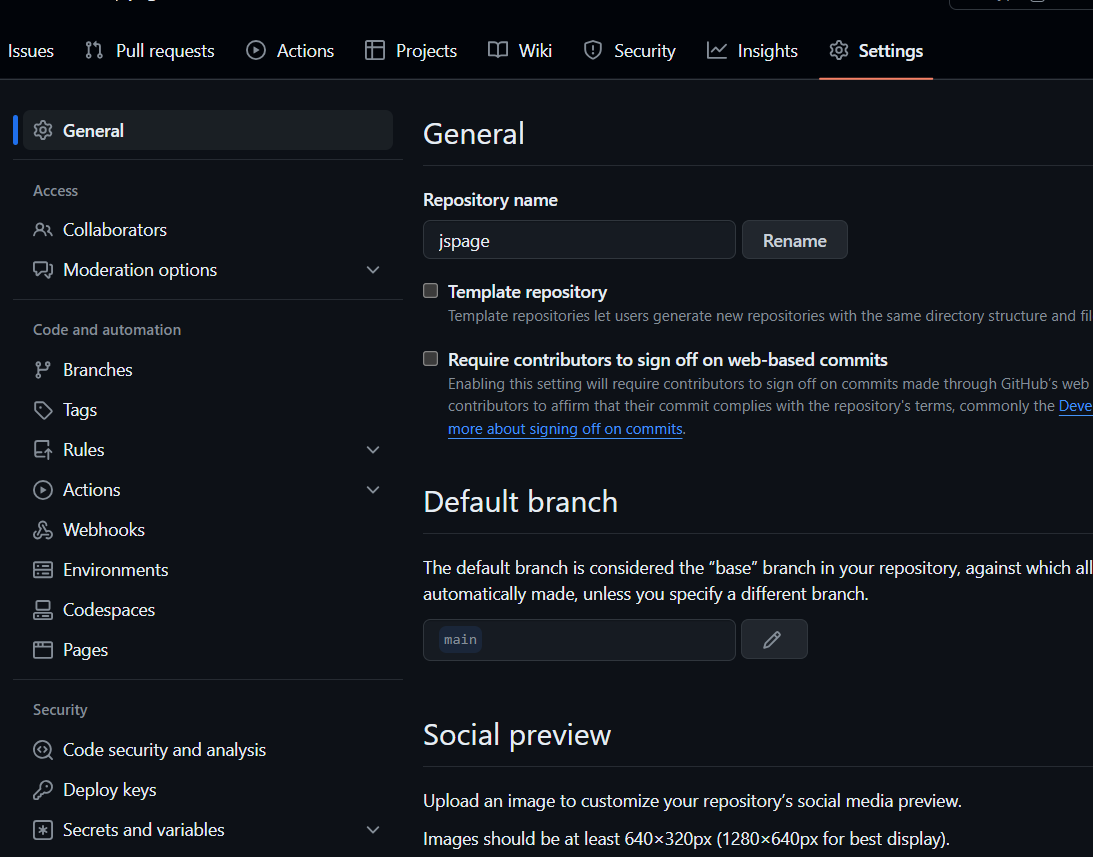 Issues Pull requests Actions Projects Wiki Security Insights Settings
General
Access
Collaborators
Moderation options
Code and automation
Branches
Tags
Rules
Actions
Webhooks
Environments
Codespaces
Pages
Security
Code security and analysis
Deploy keys
Secrets and variables
General
Repository name
jspage Rename
Template repository
Template repositories let users generate new repositories with the same directory structure and fil
Require contributors to sign off on web-based commits
Enabling this setting will require contributors to sign off on commits made through GitHub's web
contributors to affirm that their commit complies with the repository's terms, commonly the Deve
more about signing off on commits.
Default branch
The default branch is considered the “base” branch in your repository, against which all
automatically made, unless you specify a different branch.
main
Social preview
Upload an image to customize your repository’s social media preview.
Images should be at least 640×320px (1280×640px for best display).